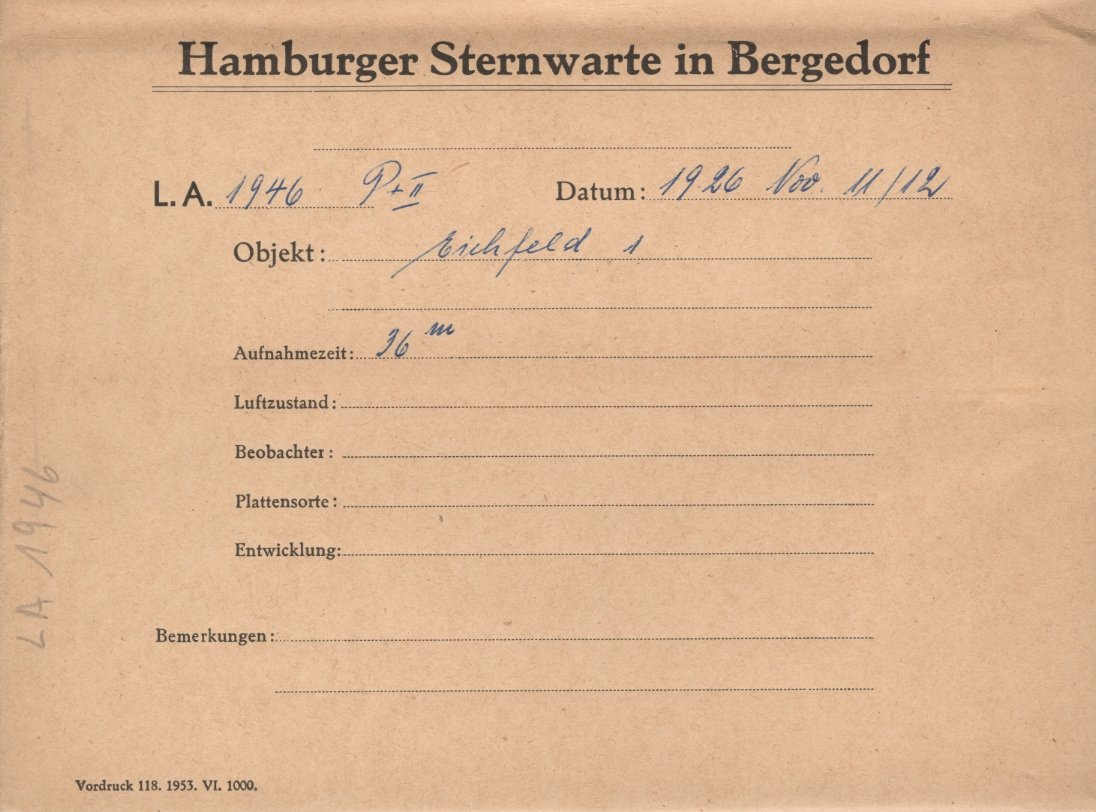 Hamburger Sternwarte in Bergedorf
L.A. 1946 P+II Datum: 1926 Nov. 11/12
Objekt: Eichfeld 1
Aufnahmezeit: 36 m
Luftzustand:
Beobachter:
Plattensorte:
Entwicklung:
Bemerkungen:
Vordruck 118. 1953. VI. 1000.
LA 1946